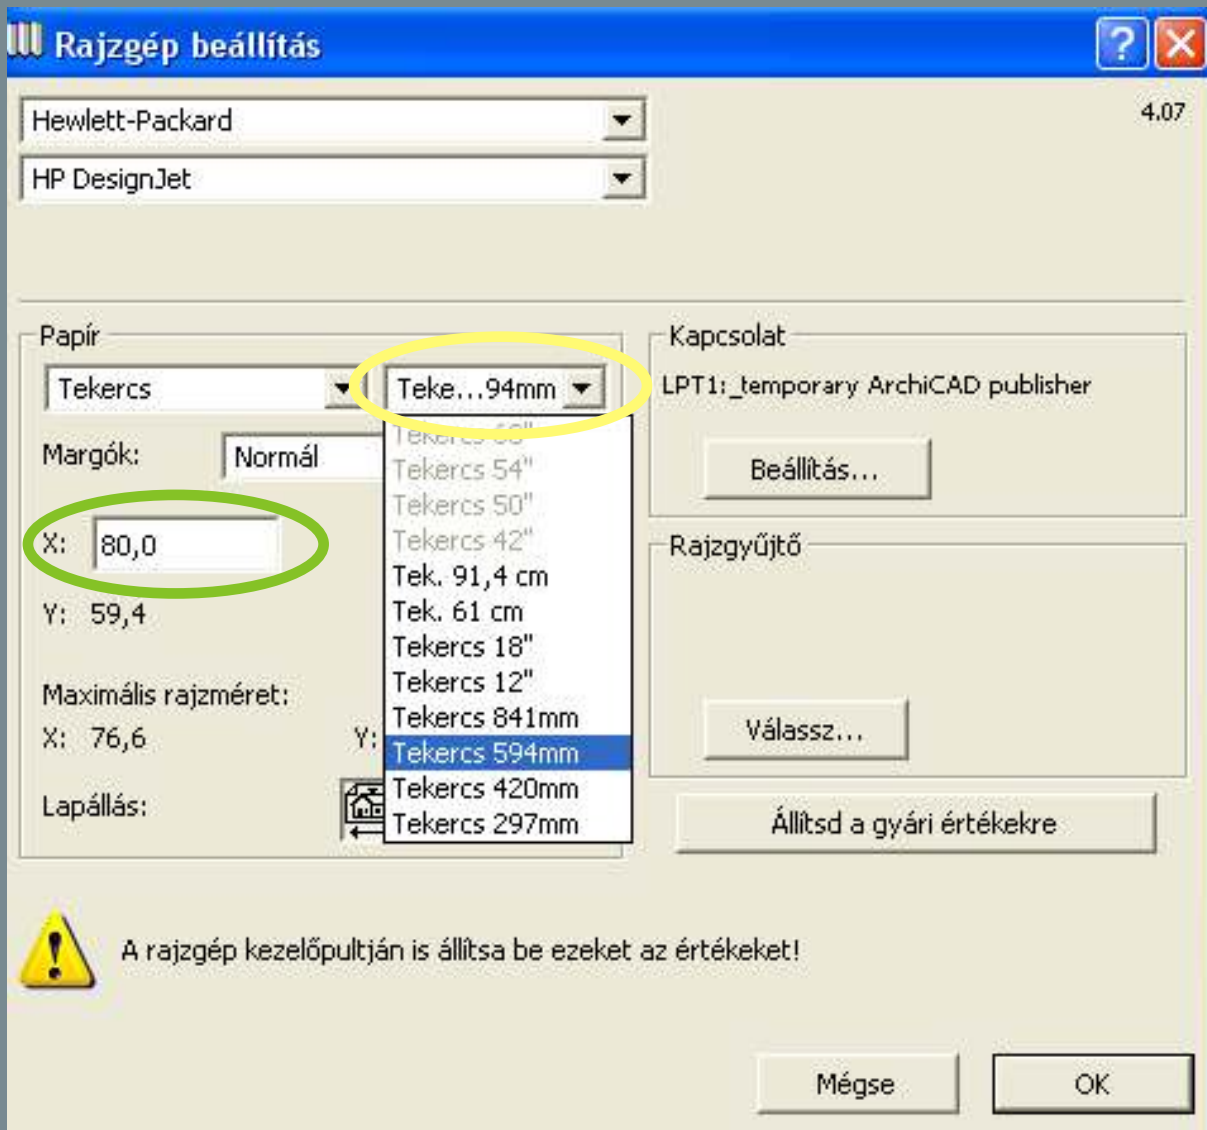 Rajzgép beállítás
Hewlett-Packard
4.07
HP DesignJet
Papír
Tekercs
Teke...94mm
Margók:
Normál
Tekercs 54"
Tekercs 50"
Tekercs 42"
Tek. 91,4 cm
Tek. 61 cm
Tekercs 18"
Tekercs 12"
Tekercs 841mm
Tekercs 594mm
Tekercs 420mm
Tekercs 297mm
X: 80,0
Y: 59,4
Maximális rajzméret:
X: 76,6
Y:
Lapállás:
Kapcsolat
LPT1:_temporary ArchiCAD publisher
Beállítás...
Rajzgyűjtő
Válassz...
Állítsd a gyári értékekre
A rajzgép kezelőpultján is állítsa be ezeket az értékeket!
Mégse
OK